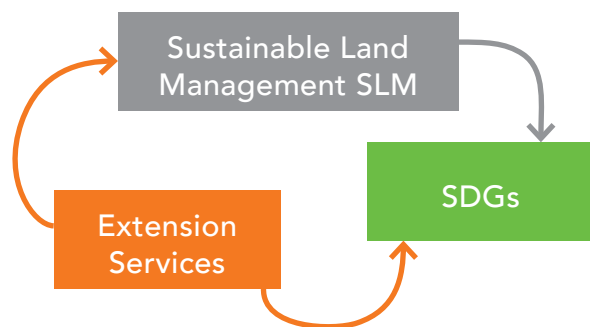 Sustainable Land
Management SLM
SDGs
Extension
Services